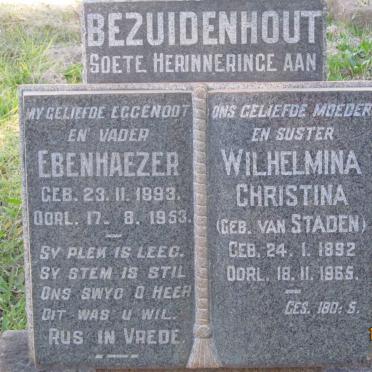 BEZUIDENHOUT
SOETE HERINNERINGE AAN
MY GELIEFDE EGGENOOT
EN VADER
EBENHAEZER
GEB. 23. 11. 1893.
OORL. 17. 8. 1953.
SY PLEK IS LEEG.
SY STEM IS STIL
ONS SWYG O HEER
DIT WAS U WIL.
RUS IN VREDE.
ONS GELIEFDE MOEDER
EN SUSTER
WILHELMINA
CHRISTINA
(GEB. VAN STADEN)
GEB. 24. 1. 1892
OORL. 18. 11. 1965.
GES. 180: 5.